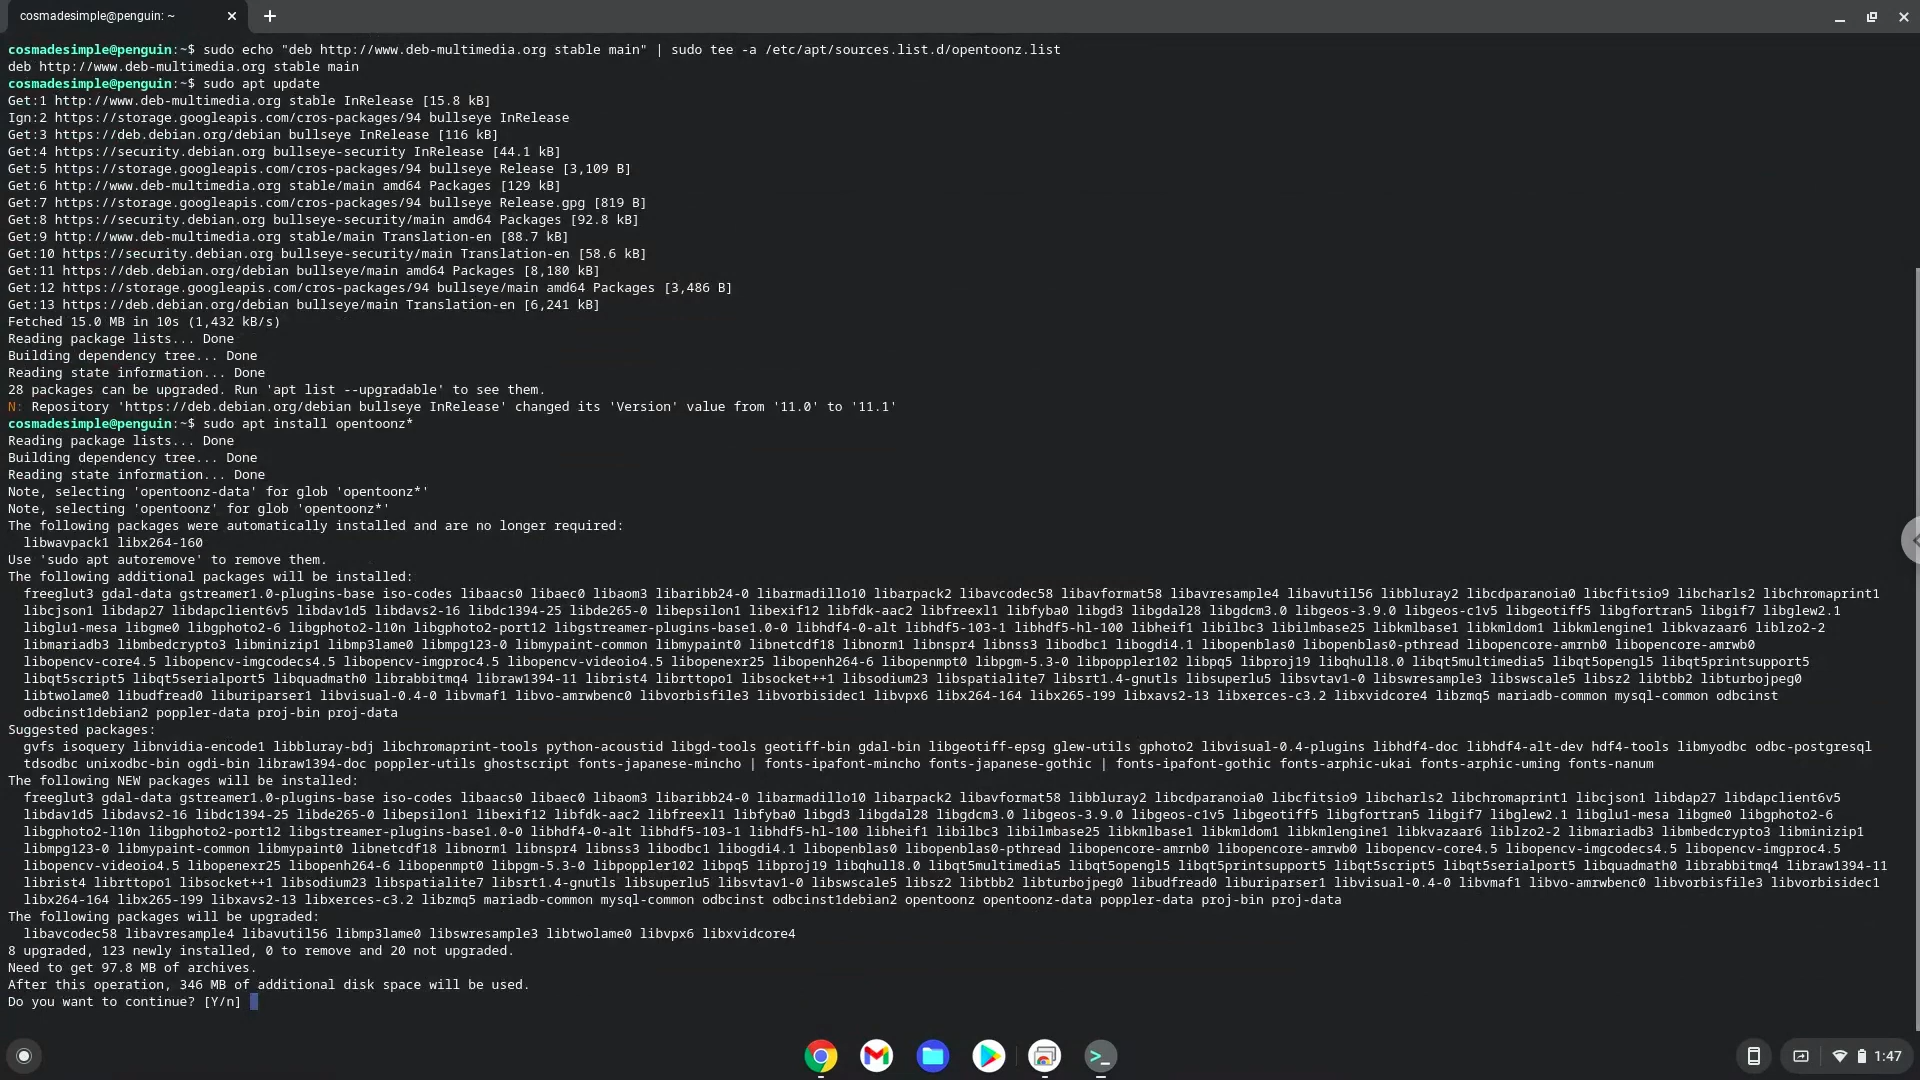 cosmadesimple@penguin: ~
cosmadesimple@penguin:~$ sudo echo "deb http://www.deb-multimedia.org stable main" | sudo tee -a /etc/apt/sources.list.d/opentoonz.list
deb http://www.deb-multimedia.org stable main
cosmadesimple@penguin:~$ sudo apt update
Get:1 http://www.deb-multimedia.org stable InRelease [15.8 kB]
Ign:2 https://storage.googleapis.com/cros-packages/94 bullseye InRelease
Get:3 https://deb.debian.org/debian bullseye InRelease [116 kB]
Get:4 https://security.debian.org bullseye-security InRelease [44.1 kB]
Get:5 https://storage.googleapis.com/cros-packages/94 bullseye Release [3,109 B]
Get:6 http://www.deb-multimedia.org stable/main amd64 Packages [129 kB]
Get:7 https://storage.googleapis.com/cros-packages/94 bullseye Release.gpg [819 B]
Get:8 https://security.debian.org bullseye-security/main amd64 Packages [92.8 kB]
Get:9 http://www.deb-multimedia.org stable/main Translation-en [88.7 kB]
Get:10 https://security.debian.org bullseye-security/main Translation-en [58.6 kB]
Get:11 https://deb.debian.org/debian bullseye/main amd64 Packages [8,180 kB]
Get:12 https://storage.googleapis.com/cros-packages/94 bullseye/main amd64 Packages [3,486 B]
Get:13 https://deb.debian.org/debian bullseye/main Translation-en [6,241 kB]
Fetched 15.0 MB in 10s (1,432 kB/s)
Reading package lists... Done
Building dependency tree... Done
Reading state information... Done
28 packages can be upgraded. Run 'apt list --upgradable' to see them.
N: Repository 'https://deb.debian.org/debian bullseye InRelease' changed its 'Version' value from '11.0' to '11.1'
cosmadesimple@penguin:~$ sudo apt install opentoonz*
Reading package lists... Done
Building dependency tree... Done
Reading state information... Done
Note, selecting 'opentoonz-data' for glob 'opentoonz*'
Note, selecting 'opentoonz' for glob 'opentoonz*'
The following packages were automatically installed and are no longer required:
libwavpack1 libx264-160
Use 'sudo apt autoremove' to remove them.
The following additional packages will be installed:
freeglut3 gdal-data gstreamer1.0-plugins-base iso-codes libaacs0 libaec0 libaom3 libaribb24-0 libarmadillo10 libarpack2 libavcodec58 libavformat58 libavresample4 libavutil56 libbluray2 libcdparanoia0 libcfitsio9 libcharls2 libchromaprint1
libcjson1 libdap27 libdapclient6v5 libdav1d5 libdavs2-16 libdc1394-25 libde265-0 libepsilon1 libexif12 libfdk-aac2 libfreexl1 libfyba0 libgd3 libgdal28 libgdcm3.0 libgeos-3.9.0 libgeos-c1v5 libgeotiff5 libgfortran5 libgif7 libglew2.1
libglu1-mesa libgme0 libgphoto2-6 libgphoto2-l10n libgphoto2-port12 libgstreamer-plugins-base1.0-0 libhdf4-0-alt libhdf5-103-1 libhdf5-hl-100 libheif1 libilbc3 libilmbase25 libkmlbase1 libkmldom1 libkmlengine1 libkvazaar6 liblzo2-2
libmariadb3 libmbedcrypto3 libminizip1 libmp3lame0 libmpg123-0 libmypaint-common libmypaint0 libnetcdf18 libnorm1 libnspr4 libnss3 libodbc1 libogdi4.1 libopenblas0 libopenblas0-pthread libopencore-amrnb0 libopencore-amrwb0
libopencv-core4.5 libopencv-imgcodecs4.5 libopencv-imgproc4.5 libopencv-videoio4.5 libopenexr25 libopenh264-6 libopenmpt0 libpgm-5.3-0 libpoppler102 libpq5 libproj19 libqhull8.0 libqt5multimedia5 libqt5opengl5 libqt5printsupport5
libqt5script5 libqt5serialport5 libquadmath0 librabbitmq4 libraw1394-11 librist4 librttopo1 libsocket++1 libsodium23 libspatialite7 libsrt1.4-gnutls libsuperlu5 libsvtav1-0 libswresample3 libswscale5 libsz2 libtbb2 libturbojpeg0
libtwolame0 libudfread0 liburiparser1 libvisual-0.4-0 libvmaf1 libvo-amrwbenc0 libvorbisfile3 libvorbisidec1 libvpx6 libx264-164 libx265-199 libxavs2-13 libxerces-c3.2 libxvidcore4 libzmq5 mariadb-common mysql-common odbcinst
odbcinst1debian2 poppler-data proj-bin proj-data
Suggested packages:
gvfs isoquery libnvidia-encode1 libbluray-bdj libchromaprint-tools python-acoustid libgd-tools geotiff-bin gdal-bin libgeotiff-epsg glew-utils gphoto2 libvisual-0.4-plugins libhdf4-doc libhdf4-alt-dev hdf4-tools libmyodbc odbc-postgresql
tdsodbc unixodbc-bin ogdi-bin libraw1394-doc poppler-utils ghostscript fonts-japanese-mincho | fonts-ipafont-mincho fonts-japanese-gothic | fonts-ipafont-gothic fonts-arphic-ukai fonts-arphic-uming fonts-nanum
The following NEW packages will be installed:
freeglut3 gdal-data gstreamer1.0-plugins-base iso-codes libaacs0 libaec0 libaom3 libaribb24-0 libarmadillo10 libarpack2 libavformat58 libbluray2 libcdparanoia0 libcfitsio9 libcharls2 libchromaprint1 libcjson1 libdap27 libdapclient6v5
libdav1d5 libdavs2-16 libdc1394-25 libde265-0 libepsilon1 libexif12 libfdk-aac2 libfreexl1 libfyba0 libgd3 libgdal28 libgdcm3.0 libgeos-3.9.0 libgeos-c1v5 libgeotiff5 libgfortran5 libgif7 libglew2.1 libglu1-mesa libgme0 libgphoto2-6
libgphoto2-l10n libgphoto2-port12 libgstreamer-plugins-base1.0-0 libhdf4-0-alt libhdf5-103-1 libhdf5-hl-100 libheif1 libilbc3 libilmbase25 libkmlbase1 libkmldom1 libkmlengine1 libkvazaar6 liblzo2-2 libmariadb3 libmbedcrypto3 libminizip1
libmpg123-0 libmypaint-common libmypaint0 libnetcdf18 libnorm1 libnspr4 libnss3 libodbc1 libogdi4.1 libopenblas0 libopenblas0-pthread libopencore-amrnb0 libopencore-amrwb0 libopencv-core4.5 libopencv-imgcodecs4.5 libopencv-imgproc4.5
libopencv-videoio4.5 libopenexr25 libopenh264-6 libopenmpt0 libpgm-5.3-0 libpoppler102 libpq5 libproj19 libqhull8.0 libqt5multimedia5 libqt5opengl5 libqt5printsupport5 libqt5script5 libqt5serialport5 libquadmath0 librabbitmq4 libraw1394-11
librist4 librttopo1 libsocket++1 libsodium23 libspatialite7 libsrt1.4-gnutls libsuperlu5 libsvtav1-0 libswscale5 libsz2 libtbb2 libturbojpeg0 libudfread0 liburiparser1 libvisual-0.4-0 libvmaf1 libvo-amrwbenc0 libvorbisfile3 libvorbisidec1
libx264-164 libx265-199 libxavs2-13 libxerces-c3.2 libzmq5 mariadb-common mysql-common odbcinst odbcinst1debian2 opentoonz opentoonz-data poppler-data proj-bin proj-data
The following packages will be upgraded:
libavcodec58 libavresample4 libavutil56 libmp3lame0 libswresample3 libtwolame0 libvpx6 libxvidcore4
8 upgraded, 123 newly installed, 0 to remove and 20 not upgraded.
Need to get 97.8 MB of archives.
After this operation, 346 MB of additional disk space will be used.
Do you want to continue? [Y/n]
1:47